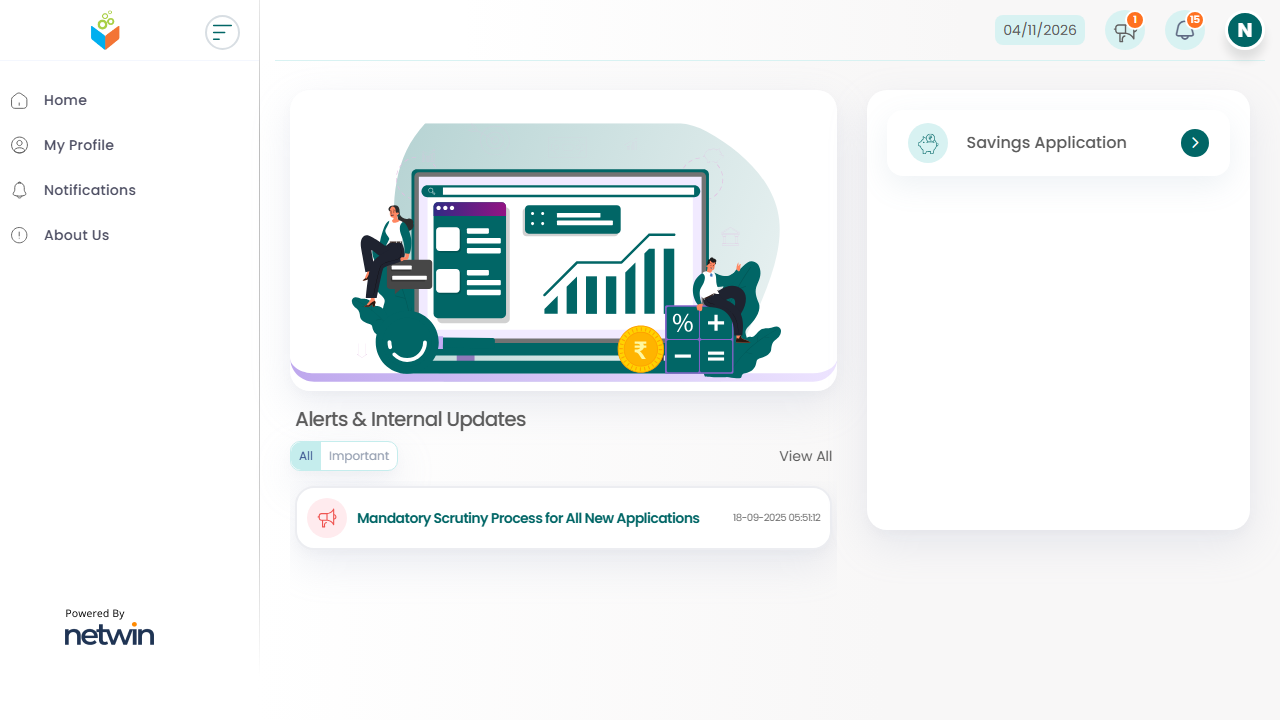 04/11/2026
1
15
N
Home
My Profile
Notifications
About Us
Savings Application
%
+
₹
−
=
Alerts & Internal Updates
All
Important
View All
Mandatory Scrutiny Process for All New Applications
18-09-2025 05:51:12
Powered By
netwin